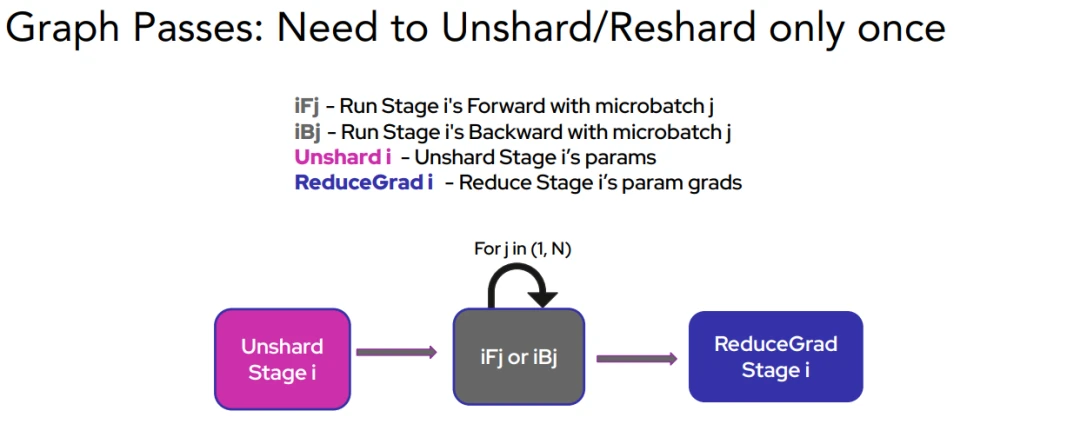 Graph Passes: Need to Unshard/Reshard only once
iFj - Run Stage i's Forward with microbatch j
iBj - Run Stage i's Backward with microbatch j
Unshard i - Unshard Stage i’s params
ReduceGrad i - Reduce Stage i’s param grads
For j in (1, N)
Unshard
Stage i
iFj or iBj
ReduceGrad
Stage i